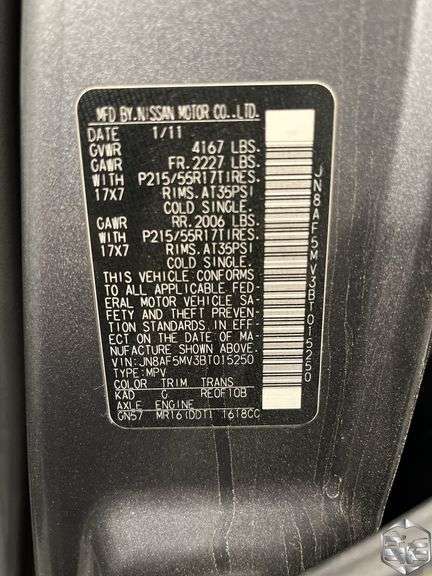 MFD BY.NISSAN MOTOR CO.,LTD.
DATE 1/11
GVWR 4167 LBS.
GAWR FR. 2227 LBS.
WITH P215/55R17TIRES,
17X7 RIMS,AT35PSI
COLD SINGLE.
GAWR RR. 2006 LBS.
WITH P215/55R17TIRES,
17X7 RIMS,AT35PSI
COLD SINGLE.
THIS VEHICLE CONFORMS
TO ALL APPLICABLE FED-
ERAL MOTOR VEHICLE SA-
FETY AND THEFT PREVEN-
TION STANDARDS IN EFF-
ECT ON THE DATE OF MA-
NUFACTURE SHOWN ABOVE.
VIN:JN8AF5MV3BT015250
TYPE:MPV
COLOR TRIM TRANS
KAD G RE0F10B
AXLE ENGINE
GN57 MR16(DDT) 1618CC
JN8AF5MV3BT015250